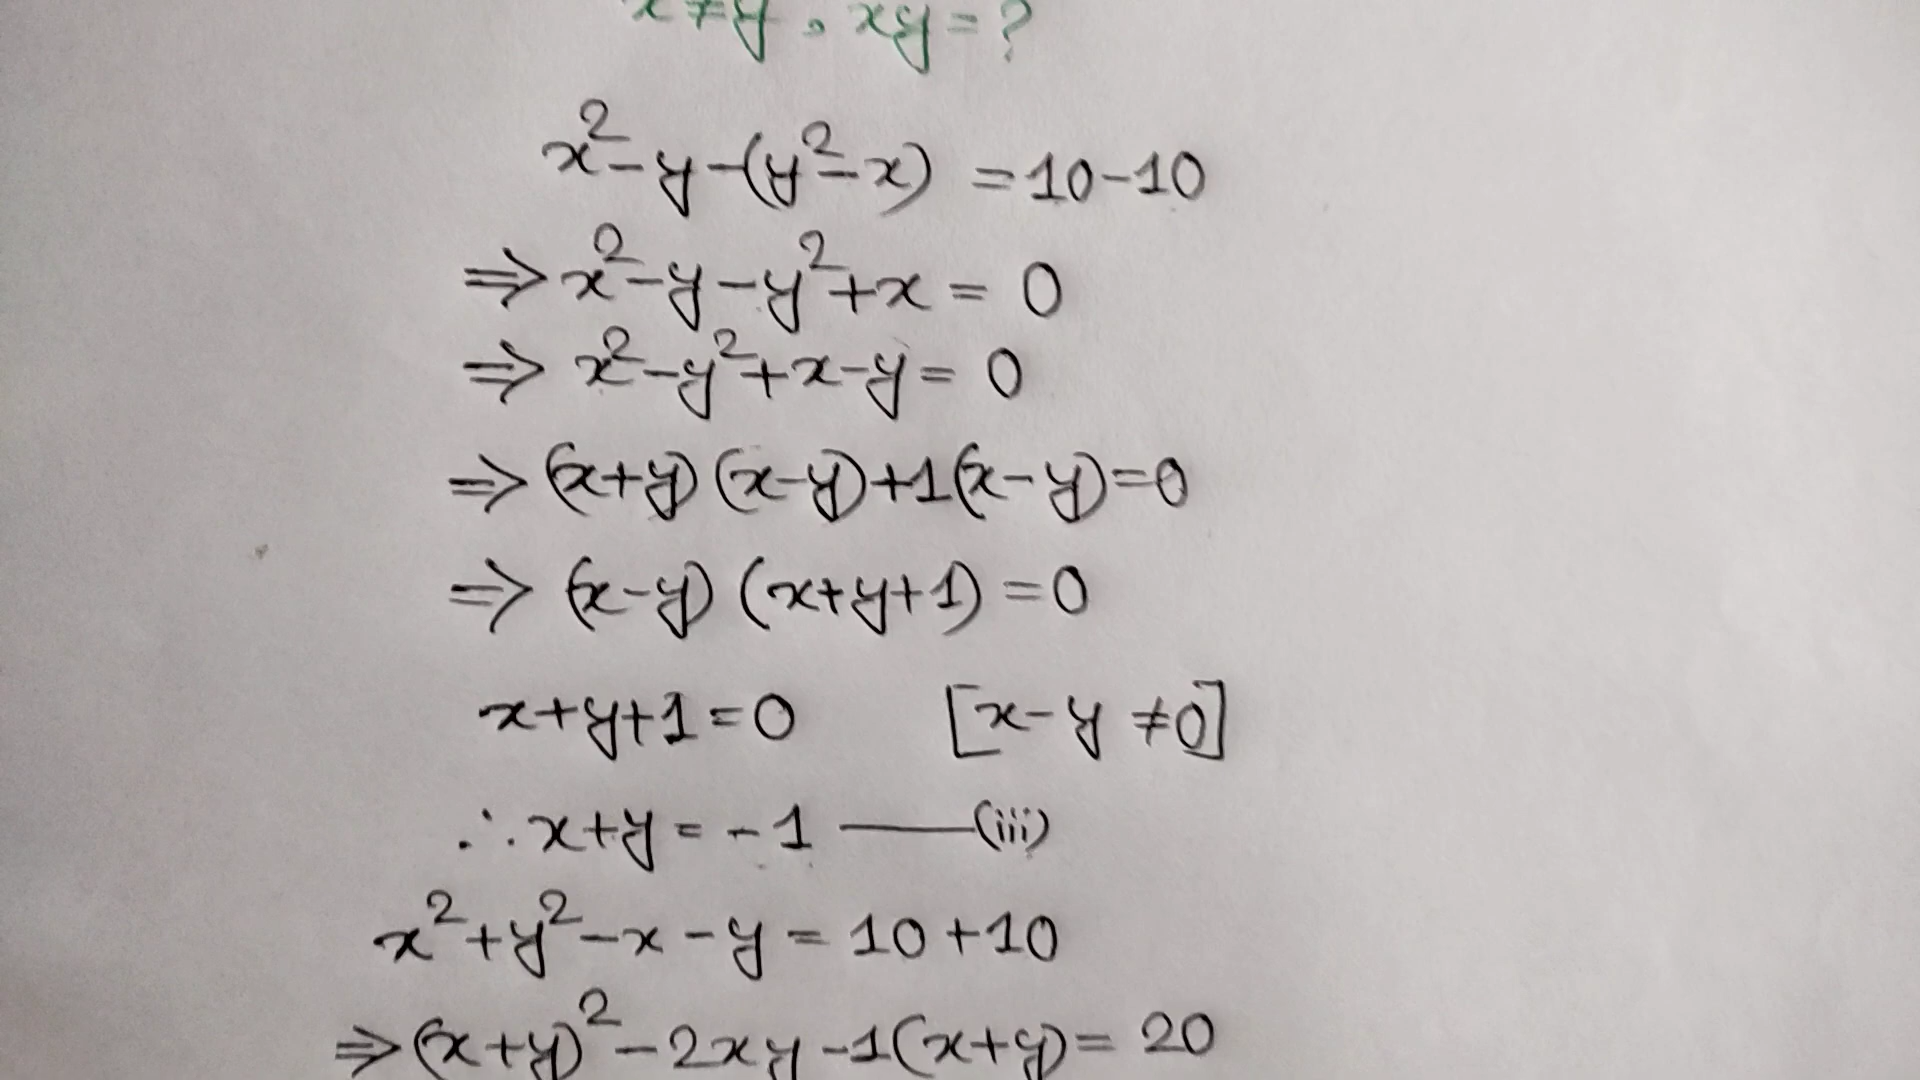 x≠y, xy=?
x²-y-(y²-x) =10-10
⇒x²-y-y²+x= 0
⇒ x²-y²+x-y= 0
⇒(x+y)(x-y)+1(x-y)=0
⇒ (x-y) (x+y+1)=0
x+y+1=0 [x-y ≠0]
∴x+y=-1 —(iii)
x²+y²-x-y=10+10
⇒(x+y)²-2xy-1(x+y)= 20